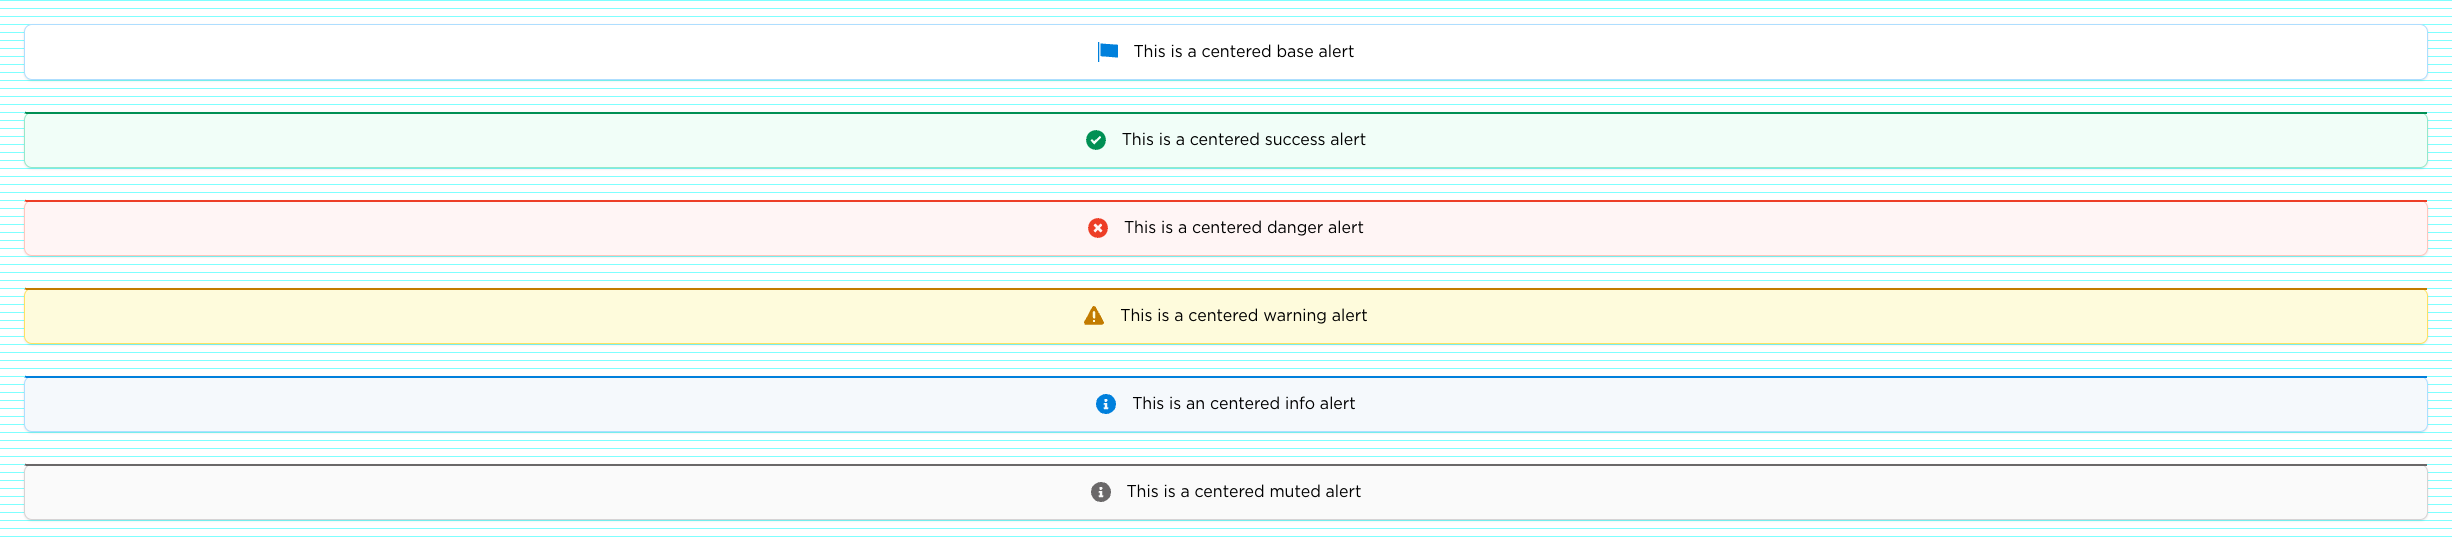 This is a centered base alert
This is a centered success alert
This is a centered danger alert
This is a centered warning alert
This is an centered info alert
This is a centered muted alert